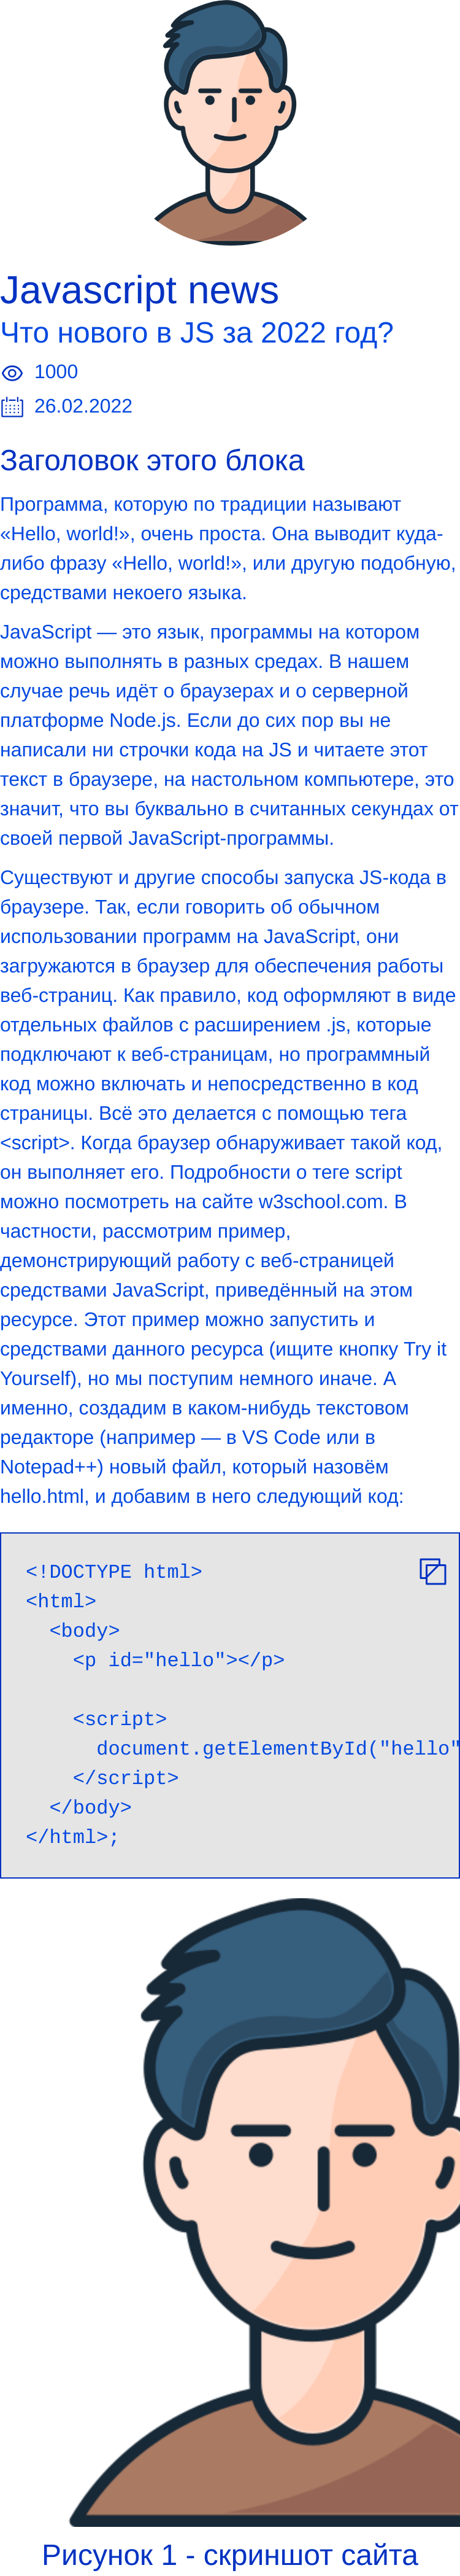 Javascript news
Что нового в JS за 2022 год?
1000
26.02.2022
Заголовок этого блока
Программа, которую по традиции называют
«Hello, world!», очень проста. Она выводит куда-
либо фразу «Hello, world!», или другую подобную,
средствами некоего языка.
JavaScript — это язык, программы на котором
можно выполнять в разных средах. В нашем
случае речь идёт о браузерах и о серверной
платформе Node.js. Если до сих пор вы не
написали ни строчки кода на JS и читаете этот
текст в браузере, на настольном компьютере, это
значит, что вы буквально в считанных секундах от
своей первой JavaScript-программы.
Существуют и другие способы запуска JS-кода в
браузере. Так, если говорить об обычном
использовании программ на JavaScript, они
загружаются в браузер для обеспечения работы
веб-страниц. Как правило, код оформляют в виде
отдельных файлов с расширением .js, которые
подключают к веб-страницам, но программный
код можно включать и непосредственно в код
страницы. Всё это делается с помощью тега
<script>. Когда браузер обнаруживает такой код,
он выполняет его. Подробности о теге script
можно посмотреть на сайте w3school.com. В
частности, рассмотрим пример,
демонстрирующий работу с веб-страницей
средствами JavaScript, приведённый на этом
ресурсе. Этот пример можно запустить и
средствами данного ресурса (ищите кнопку Try it
Yourself), но мы поступим немного иначе. А
именно, создадим в каком-нибудь текстовом
редакторе (например — в VS Code или в
Notepad++) новый файл, который назовём
hello.html, и добавим в него следующий код:
<!DOCTYPE html>
<html>
<body>
<p id="hello"></p>
<script>
document.getElementById("hello"
</script>
</body>
</html>;
Рисунок 1 - скриншот сайта